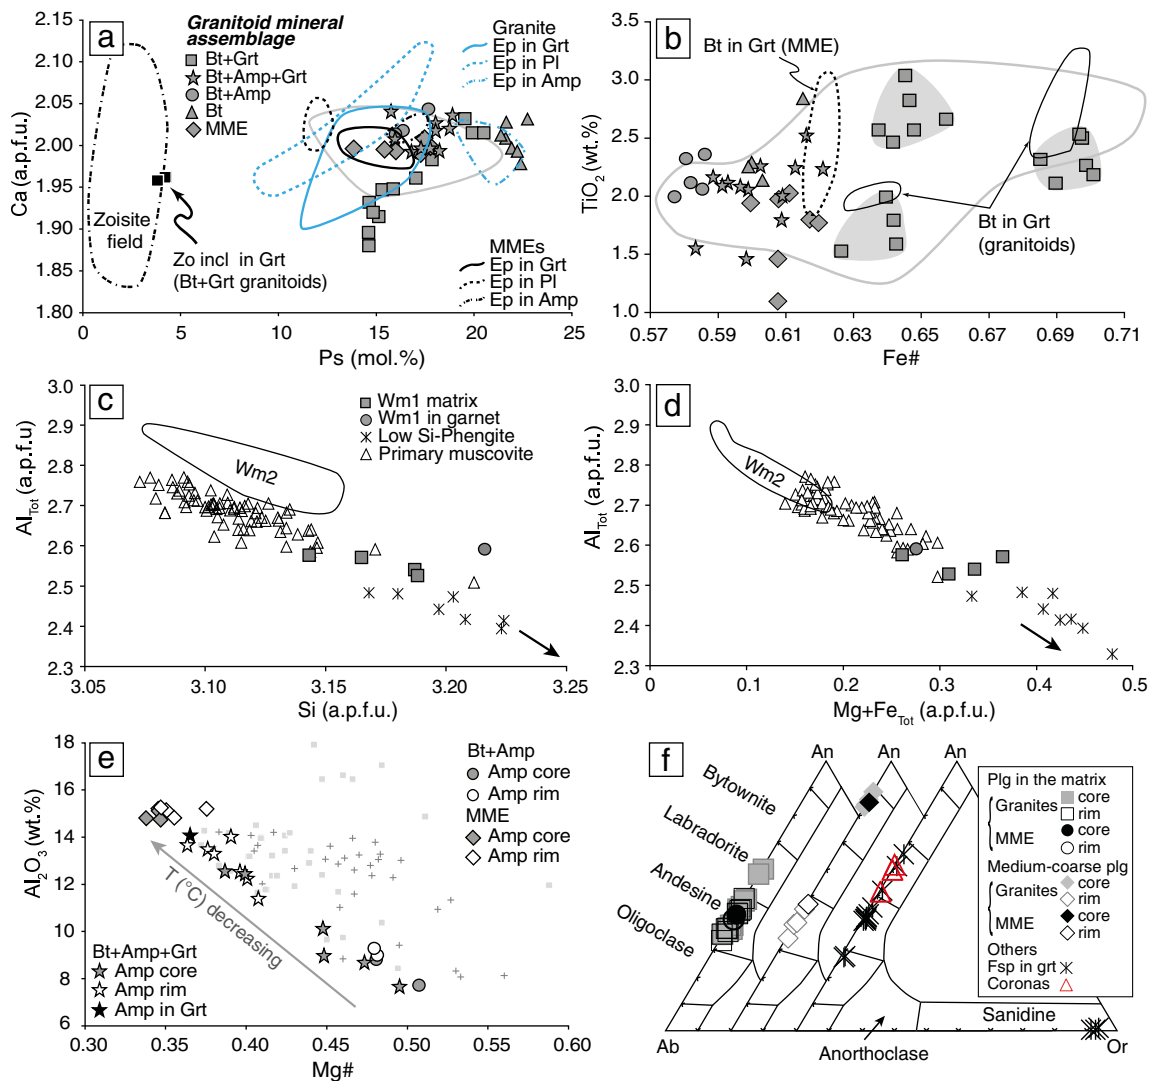 a
Granitoid mineral
assemblage
Bt+Grt
Bt+Amp+Grt
Bt+Amp
Bt
MME
Granite
Ep in Grt
Ep in Pl
Ep in Amp
MMEs
Ep in Grt
Ep in Pl
Ep in Amp
Zoisite
field
Zo incl in Grt
(Bt+Grt granitoids)
2.15
2.10
2.05
2.00
1.95
1.90
1.85
1.80
Ca (a.p.f.u.)
0 5 10 15 20 25
Ps (mol.%)
b
Bt in Grt (MME)
Bt in Grt
(granitoids)
TiO2 (wt.%)
3.5
3.0
2.5
2.0
1.5
1.0
0.57 0.59 0.61 0.63 0.65 0.67 0.69 0.71
Fe#
c
Wm1 matrix
Wm1 in garnet
Low Si-Phengite
Primary muscovite
Wm2
AlTot (a.p.f.u)
3.0
2.9
2.8
2.7
2.6
2.5
2.4
2.3
3.05 3.10 3.15 3.20 3.25
Si (a.p.f.u.)
d
Wm2
AlTot (a.p.f.u.)
3.0
2.9
2.8
2.7
2.6
2.5
2.4
2.3
0 0.1 0.2 0.3 0.4 0.5
Mg+FeTot (a.p.f.u.)
e
Bt+Amp
Amp core
Amp rim
MME
Amp core
Amp rim
T (°C) decreasing
Bt+Amp+Grt
Amp core
Amp rim
Amp in Grt
Al2O3 (wt.%)
18
16
14
12
10
8
6
0.30 0.40 0.30 0.40 0.50 0.60
Mg#
f
An An An
Bytownite
Labradorite
Andesine
Oligoclase
Plg in the matrix
Granites
core
rim
MME
core
rim
Medium-coarse plg
Granites
core
rim
MME
core
rim
Others
Fsp in grt
Coronas
Sanidine
Anorthoclase
Ab
Or